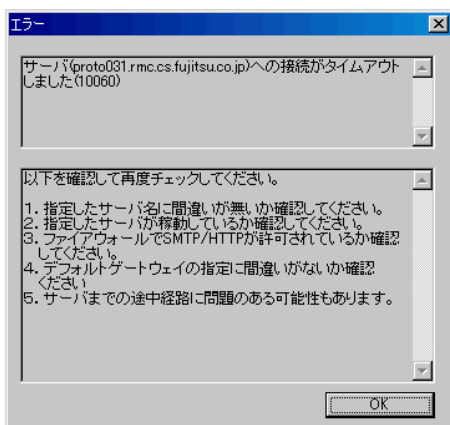 エラー
サーバ(proto031.rmc.cs.fujitsu.co.jp)への接続がタイムアウト
しました(10060)
以下を確認して再度チェックしてください。
1. 指定したサーバ名に間違いが無いか確認してください。
2. 指定したサーバが稼動しているか確認してください。
3. ファイアウォールでSMTP/HTTPが許可されているか確認
してください。
4. デフォルトゲートウェイの指定に間違いがないか確認
ください
5. サーバまでの途中経路に問題のある可能性もあります。
OK